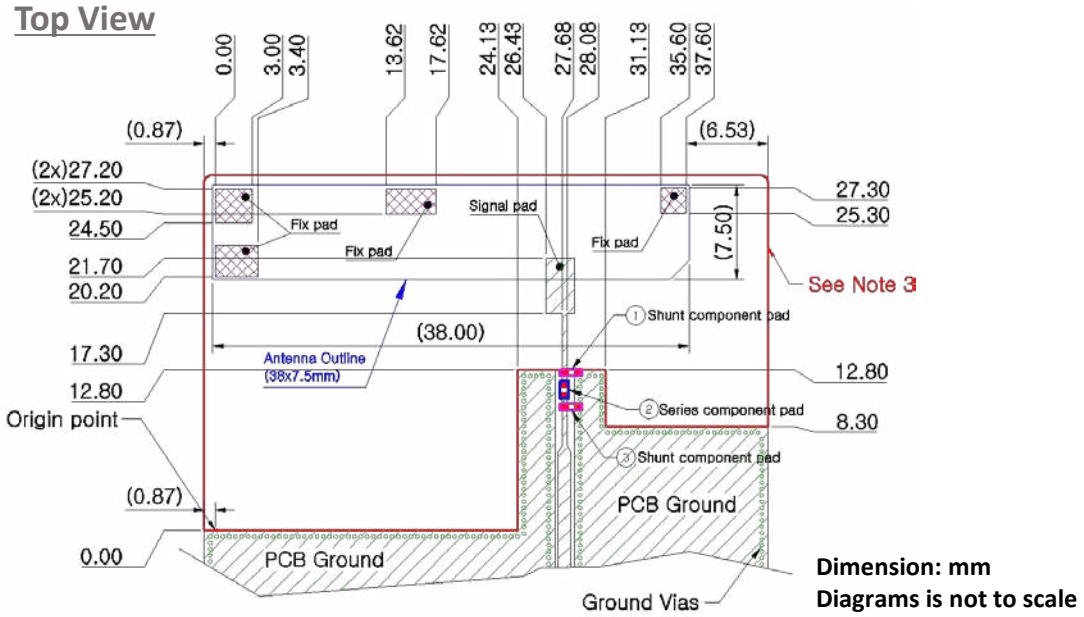 Top View
0.00
3.00
3.40
13.62
17.62
24.13
26.43
27.68
28.08
31.13
35.60
37.60
(0.87)
(6.53)
(2x)27.20
(2x)25.20
24.50
21.70
20.20
17.30
12.80
Fix pad
Fix pad
Signal pad
Fix pad
27.30
25.30
(7.50)
See Note 3
(38.00)
Antenna Outline
(38x7.5mm)
1 Shunt component pad
12.80
2 Series component pad
8.30
3 Shunt component pad
Origin point
(0.87)
0.00
PCB Ground
PCB Ground
Ground Vias
Dimension: mm
Diagrams is not to scale